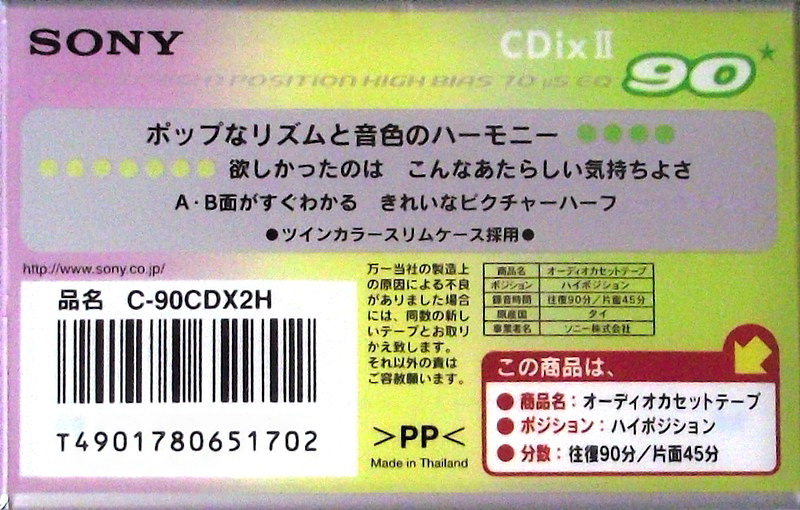 SONY
CDixⅡ
90★
TYPE Ⅱ (HIGH) POSITION HIGH BIAS 70 µS EQ
ポップなリズムと音色のハーモニー ●●●●
●●●●●●● 欲しかったのは こんなあたらしい気持ちよさ
A・B面がすぐわかる きれいなピクチャーハーフ
●ツインカラースリムケース採用●
http://www.sony.co.jp/
品名 C-90CDX2H
T4901780651702
万一当社の製造上
の原因による不良
がありました場合
には、同数の新し
いテープとお取り
かえ致します。
それ以外の責は
ご容赦願います。
>PP<
Made in Thailand
商品名 オーディオカセットテープ
ポジション ハイポジション
録音時間 往復90分/片面45分
原産国 タイ
事業者名 ソニー株式会社
この商品は、
●商品名:オーディオカセットテープ
●ポジション:ハイポジション
●分数:往復90分/片面45分